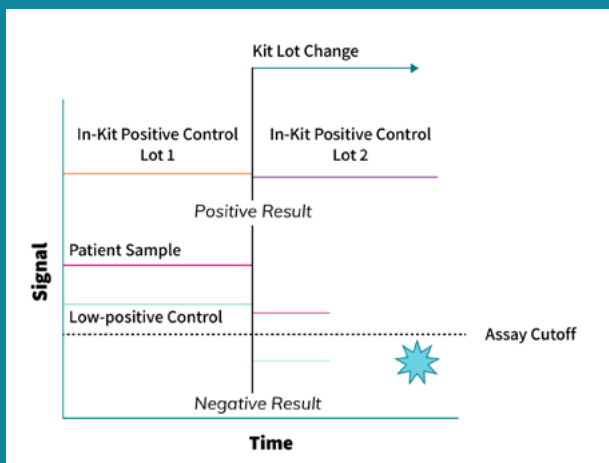 Kit Lot Change
In-Kit Positive Control
Lot 1
In-Kit Positive Control
Lot 2
Positive Result
Patient Sample
Signal
Low-positive Control
Assay Cutoff
Negative Result
Time